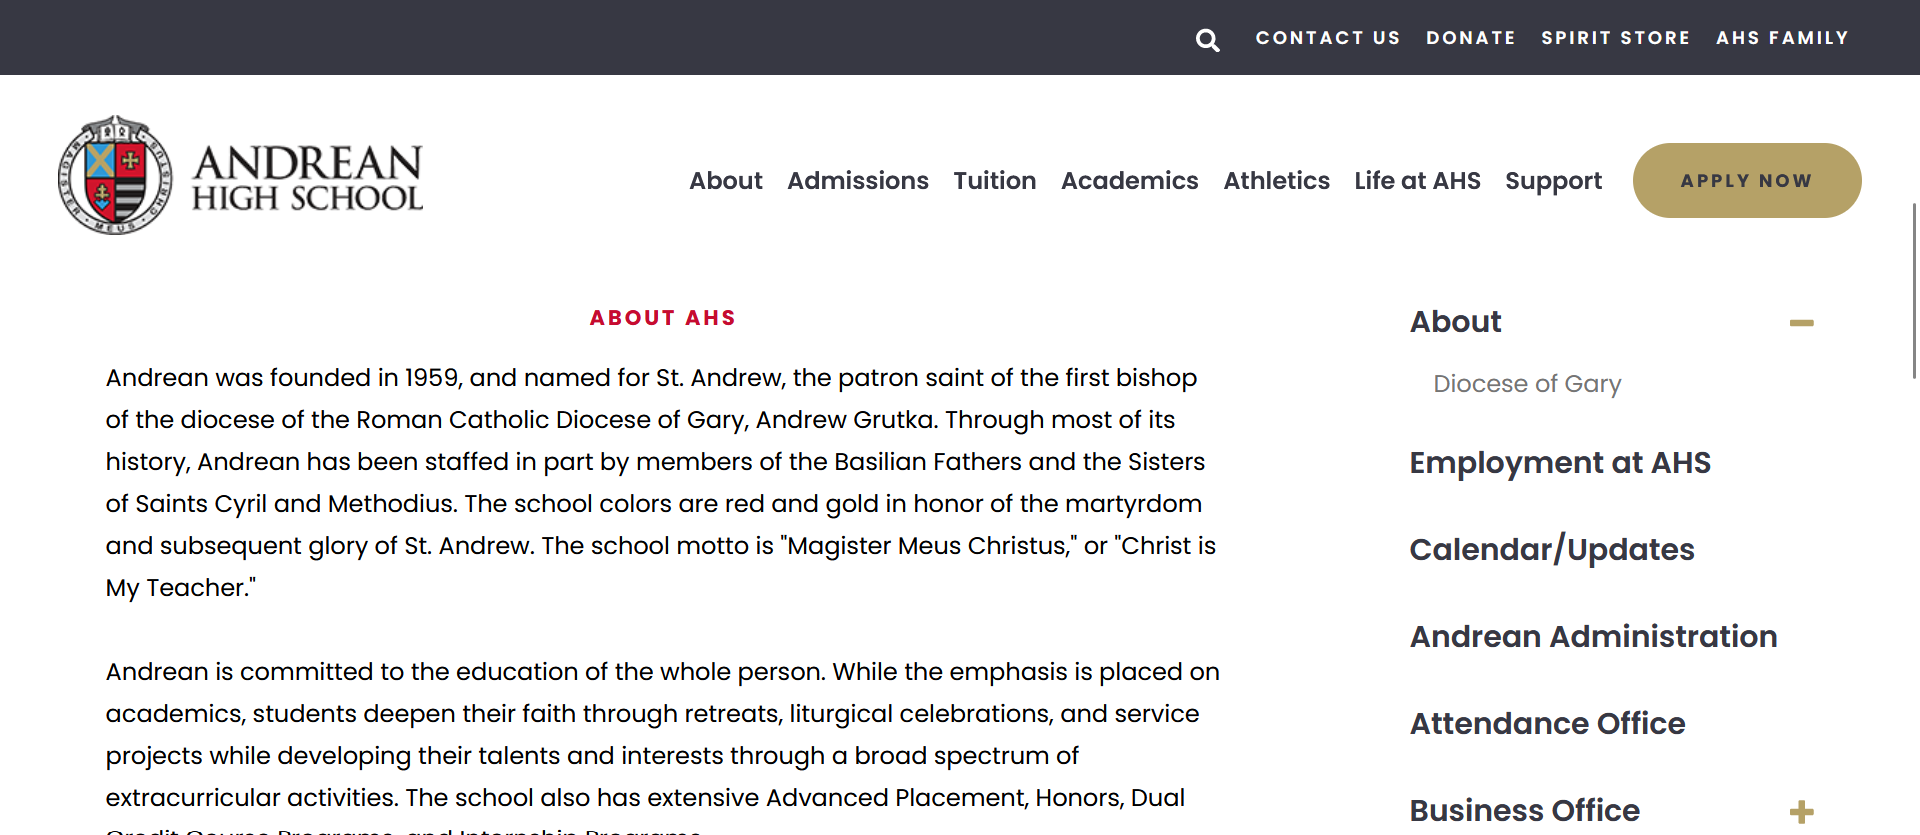 CONTACT US DONATE SPIRIT STORE AHS FAMILY
MAGISTER · MEUS · CHRISTUS
ANDREAN
HIGH SCHOOL
About Admissions Tuition Academics Athletics Life at AHS Support APPLY NOW
ABOUT AHS
Andrean was founded in 1959, and named for St. Andrew, the patron saint of the first bishop
of the diocese of the Roman Catholic Diocese of Gary, Andrew Grutka. Through most of its
history, Andrean has been staffed in part by members of the Basilian Fathers and the Sisters
of Saints Cyril and Methodius. The school colors are red and gold in honor of the martyrdom
and subsequent glory of St. Andrew. The school motto is "Magister Meus Christus," or "Christ is
My Teacher."
Andrean is committed to the education of the whole person. While the emphasis is placed on
academics, students deepen their faith through retreats, liturgical celebrations, and service
projects while developing their talents and interests through a broad spectrum of
extracurricular activities. The school also has extensive Advanced Placement, Honors, Dual
Credit Course Programs, and Internship Programs.
About
Diocese of Gary
Employment at AHS
Calendar/Updates
Andrean Administration
Attendance Office
Business Office